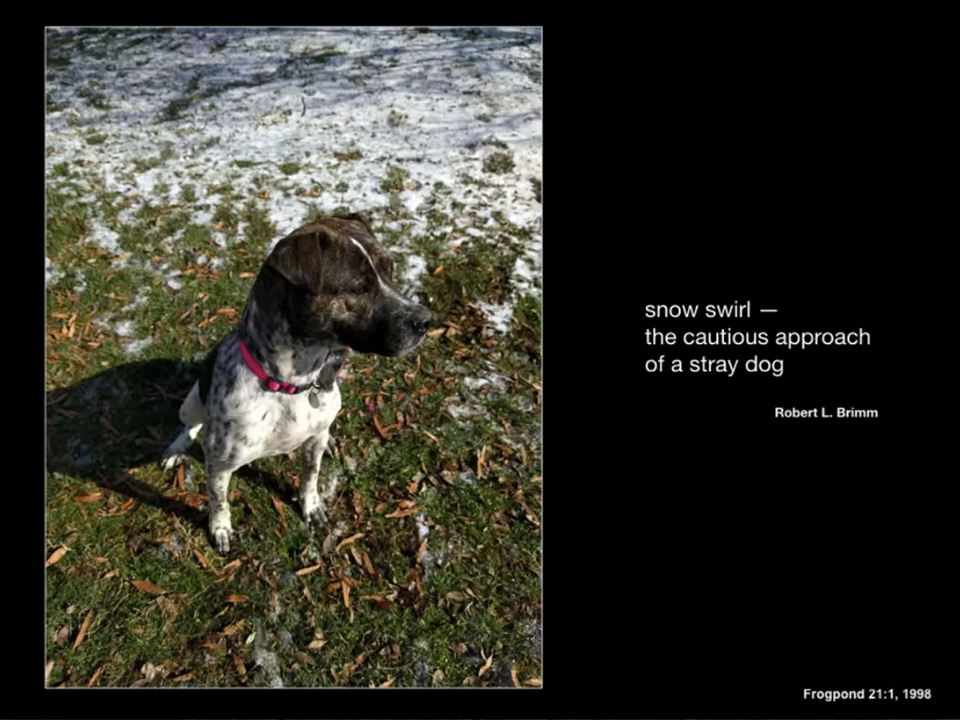 snow swirl —
the cautious approach
of a stray dog
Robert L. Brimm
Frogpond 21:1, 1998